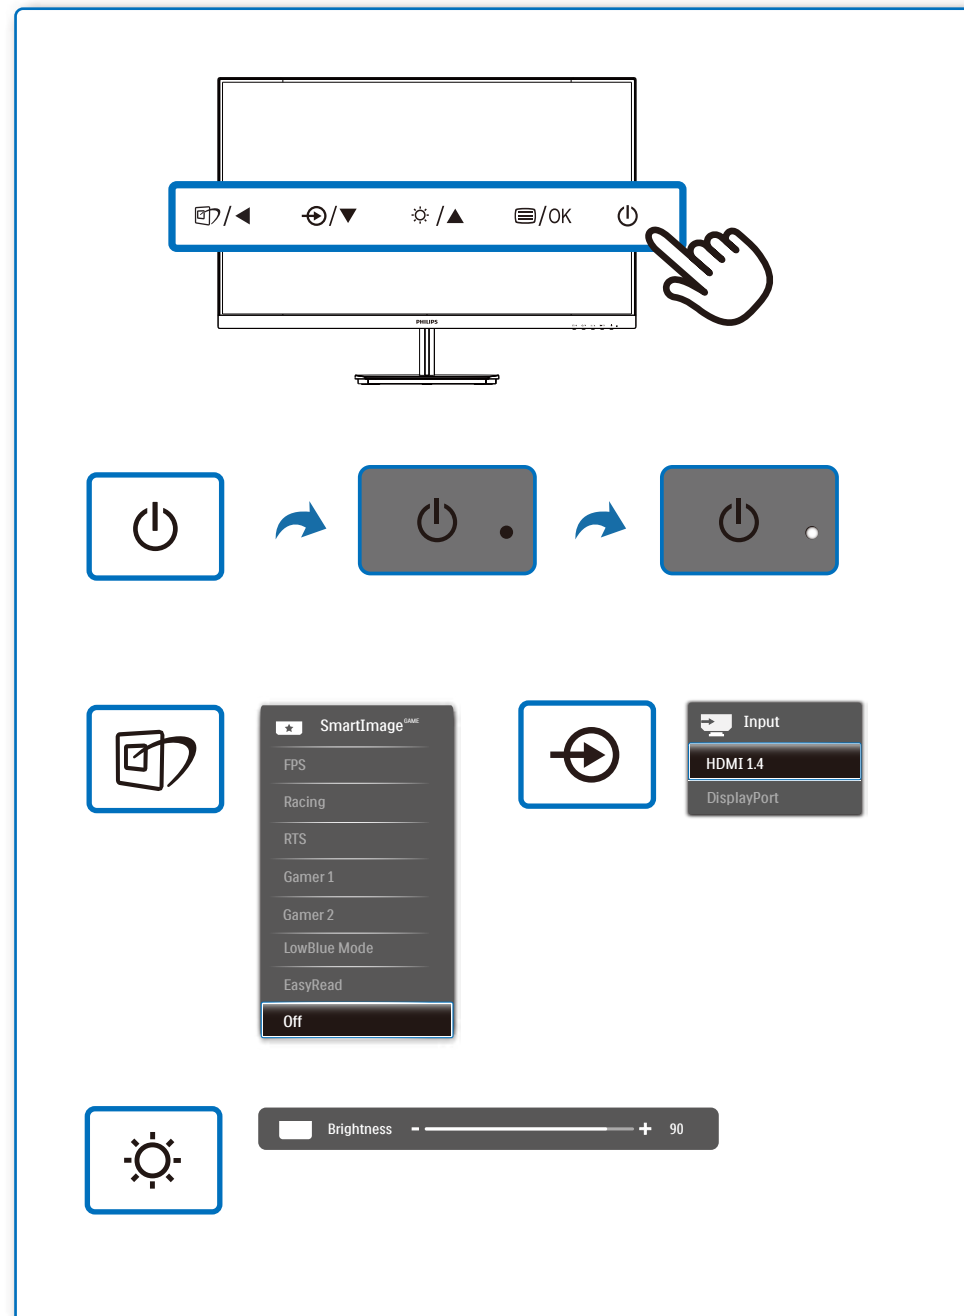 /◀ /▼ /▲ /OK
PHILIPS
SmartImage GAME
FPS
Racing
RTS
Gamer 1
Gamer 2
LowBlue Mode
EasyRead
Off
Input
HDMI 1.4
DisplayPort
Brightness - + 90